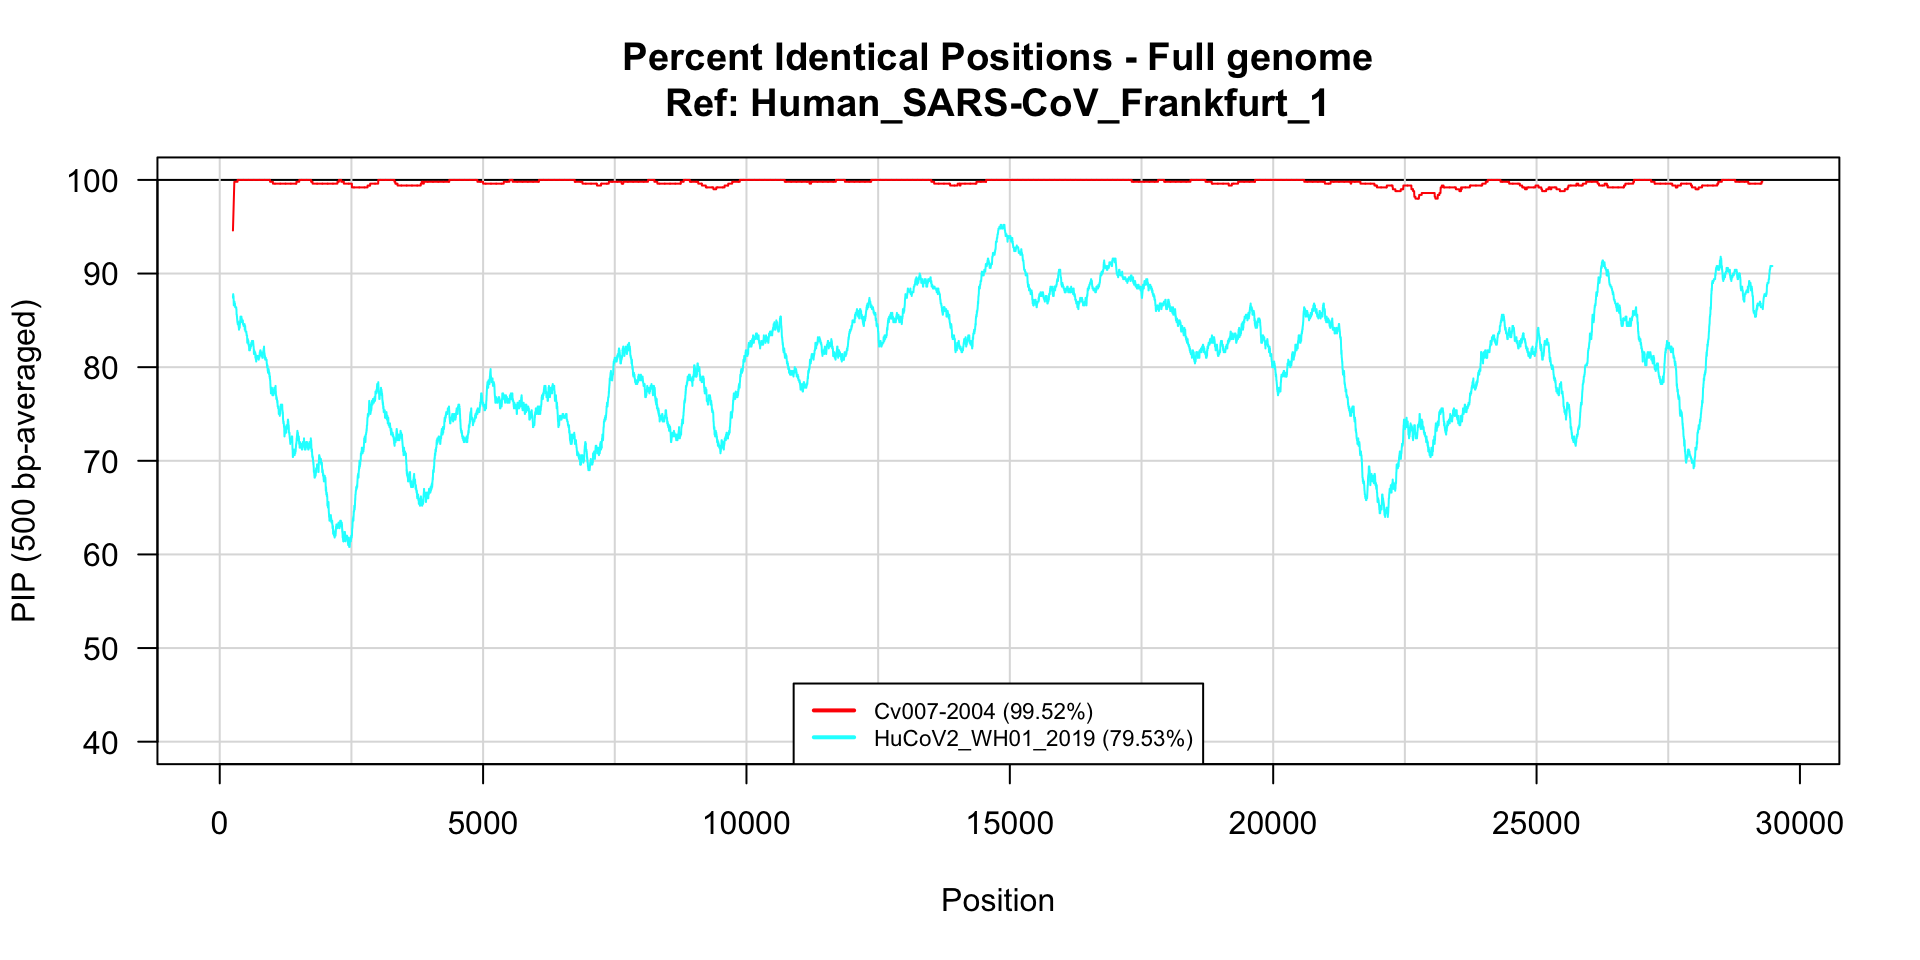 Percent Identical Positions - Full genome
Ref: Human_SARS-CoV_Frankfurt_1
PIP (500 bp-averaged)
100
90
80
70
60
50
40
Cv007-2004 (99.52%)
HuCoV2_WH01_2019 (79.53%)
0 5000 10000 15000 20000 25000 30000
Position